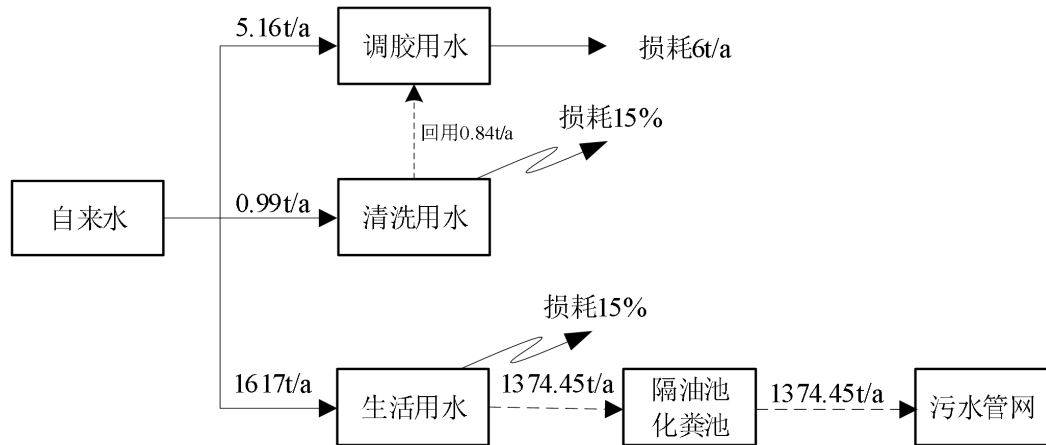 5.16t/a
调胶用水
损耗6t/a
回用0.84t/a
损耗15%
自来水
0.99t/a
清洗用水
损耗15%
1617t/a
生活用水
1374.45t/a
隔油池
化粪池
1374.45t/a
污水管网